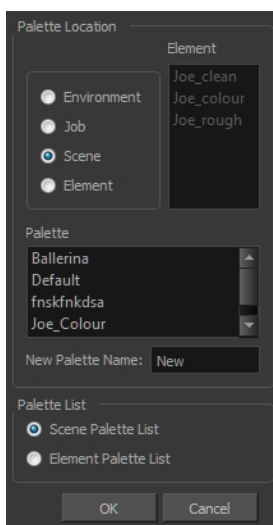 Palette Location
Element
Environment
Job
Scene
Element
Joe_clean
Joe_colour
Joe_rough
Palette
Ballerina
Default
fnskfnkdsa
Joe_Colour
New Palette Name: New
Palette List
Scene Palette List
Element Palette List
OK Cancel